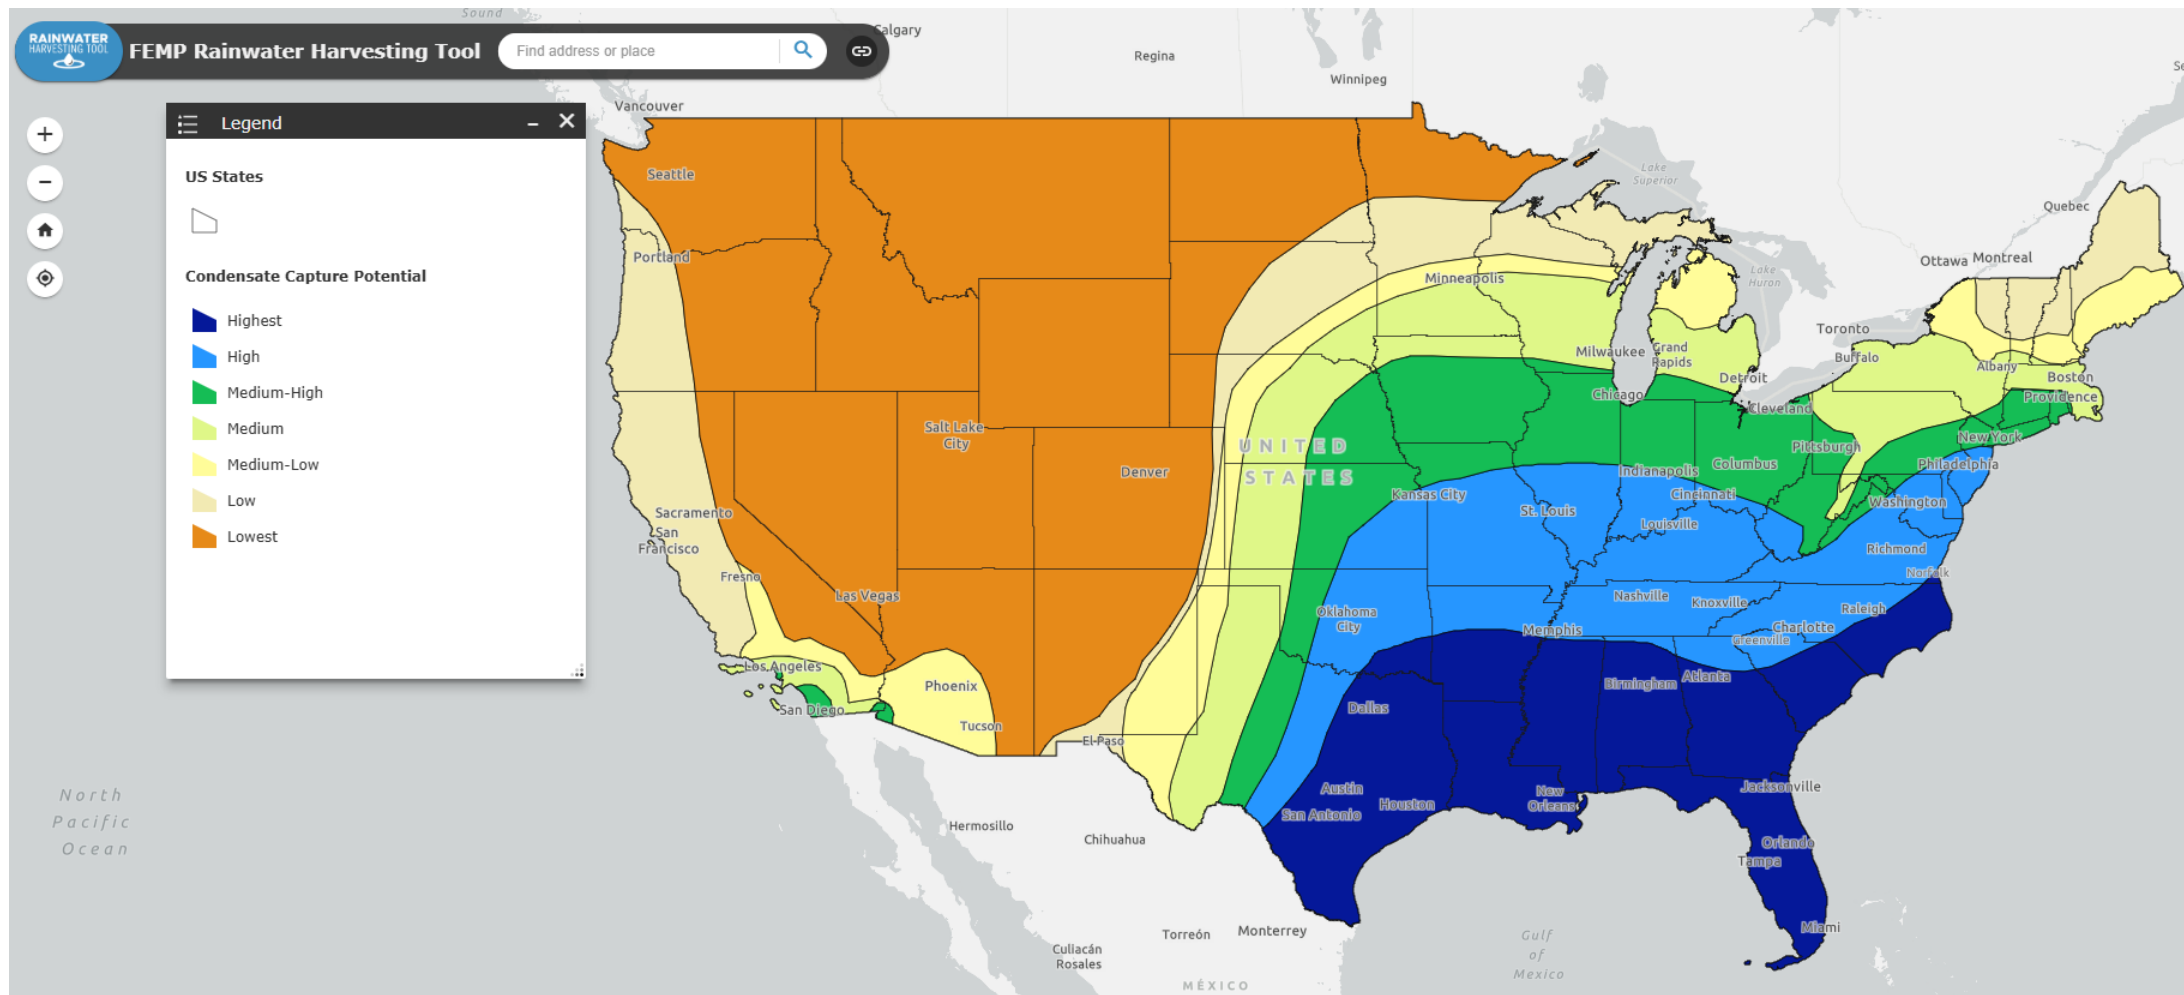 Sound
RAINWATER
HARVESTING TOOL
FEMP Rainwater Harvesting Tool
Find address or place
Calgary
Regina
Winnipeg
Vancouver
Legend
US States
Condensate Capture Potential
Highest
High
Medium-High
Medium
Medium-Low
Low
Lowest
Seattle
Portland
Lake
Superior
Quebec
Ottawa
Montreal
Lake
Huron
Minneapolis
Toronto
Milwaukee
Grand
Rapids
Buffalo
Albany
Boston
Detroit
Chicago
Cleveland
Providence
Salt Lake
City
Denver
UNITED
STATES
New York
Pittsburgh
Philadelphia
Indianapolis
Columbus
Kansas City
Cincinnati
Washington
Sacramento
San
Francisco
St. Louis
Louisville
Richmond
Fresno
Norfolk
Las Vegas
Nashville
Knoxville
Raleigh
Oklahoma
City
Memphis
Charlotte
Greenville
Los Angeles
Phoenix
Birmingham
Atlanta
San Diego
Tucson
Dallas
El Paso
North
Pacific
Ocean
Austin
Houston
New
Orleans
Jacksonville
San Antonio
Hermosillo
Chihuahua
Orlando
Tampa
Miami
Torreón
Monterrey
Culiacán
Rosales
Gulf
of
Mexico
MÉXICO